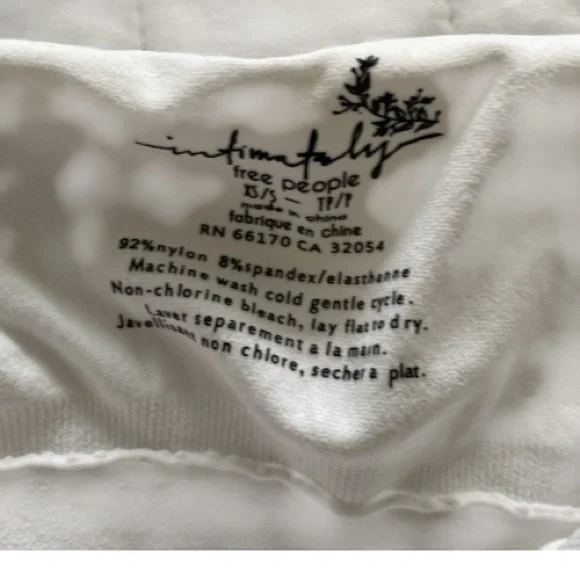 intimately
free people
XS/S - TP/P
made in china
fabrique en chine
RN 66170 CA 32054
92%nylon 8%spandex/elasthanne
Machine wash cold gentle cycle.
Non-chlorine bleach, lay flat to dry.
Laver separement a la main.
Javellisant non chlore, secher a plat.